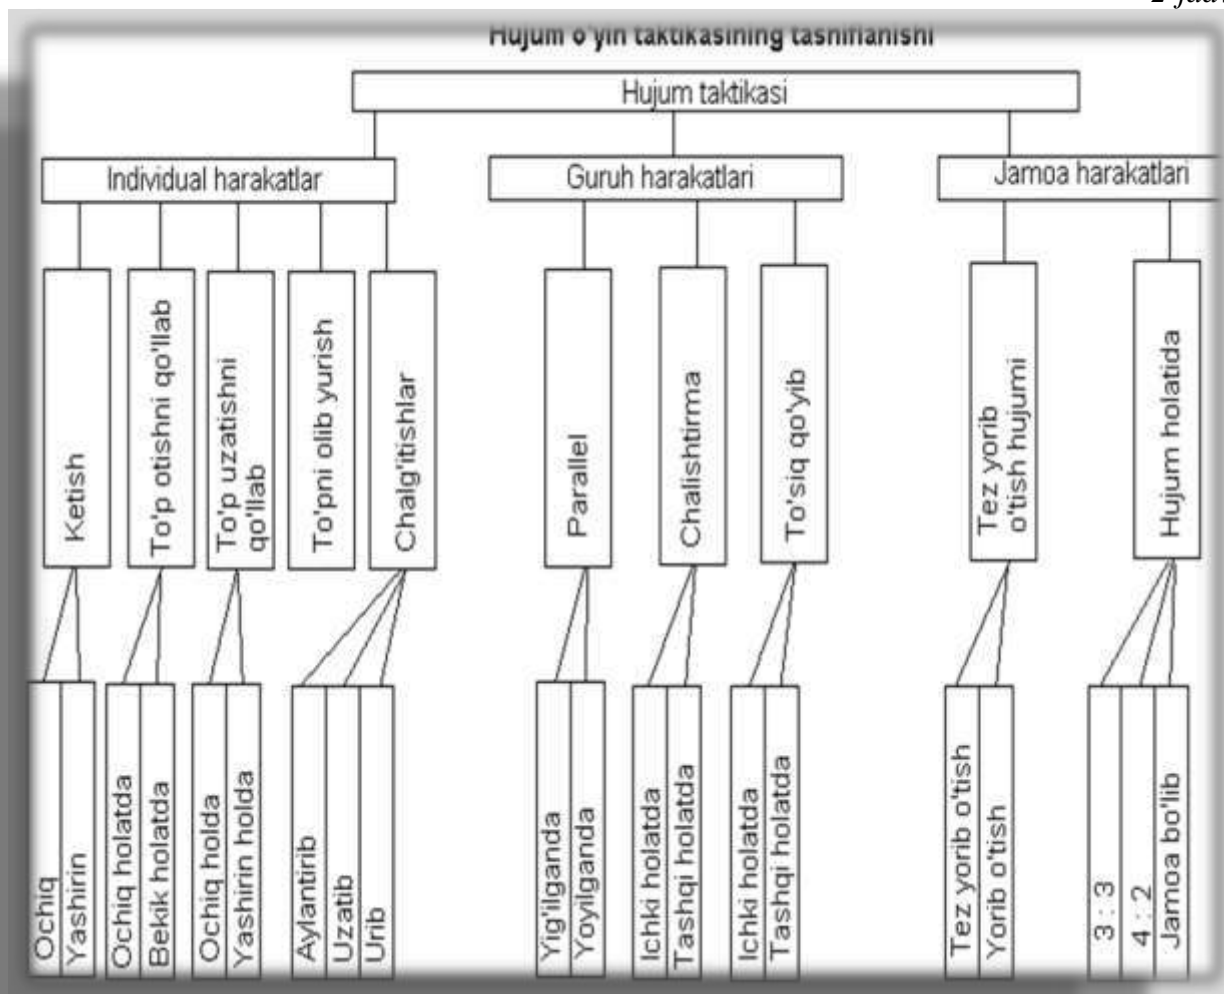 Hujum o'yin taktikasining tasniflanishi
Hujum taktikasi
Individual harakatlar
Guruh harakatlari
Jamoa harakatlari
Ketish
To'p otishni qo'llab
To'p uzatishni
qo'llab
To'pni olib yurish
Chalg'itishlar
Parallel
Chalishtirma
To'siq qo'yib
Tez yorib
o'tish hujumi
Hujum holatida
Ochiq
Yashirin
Ochiq holatda
Bekik holatda
Ochiq holda
Yashirin holda
Aylantirib
Uzatib
Urib
Yig'ilganda
Yoyilganda
Ichki holatda
Tashqi holatda
Ichki holatda
Tashqi holatda
Tez yorib o'tish
Yorib o'tish
3 : 3
4 : 2
Jamoa bo'lib